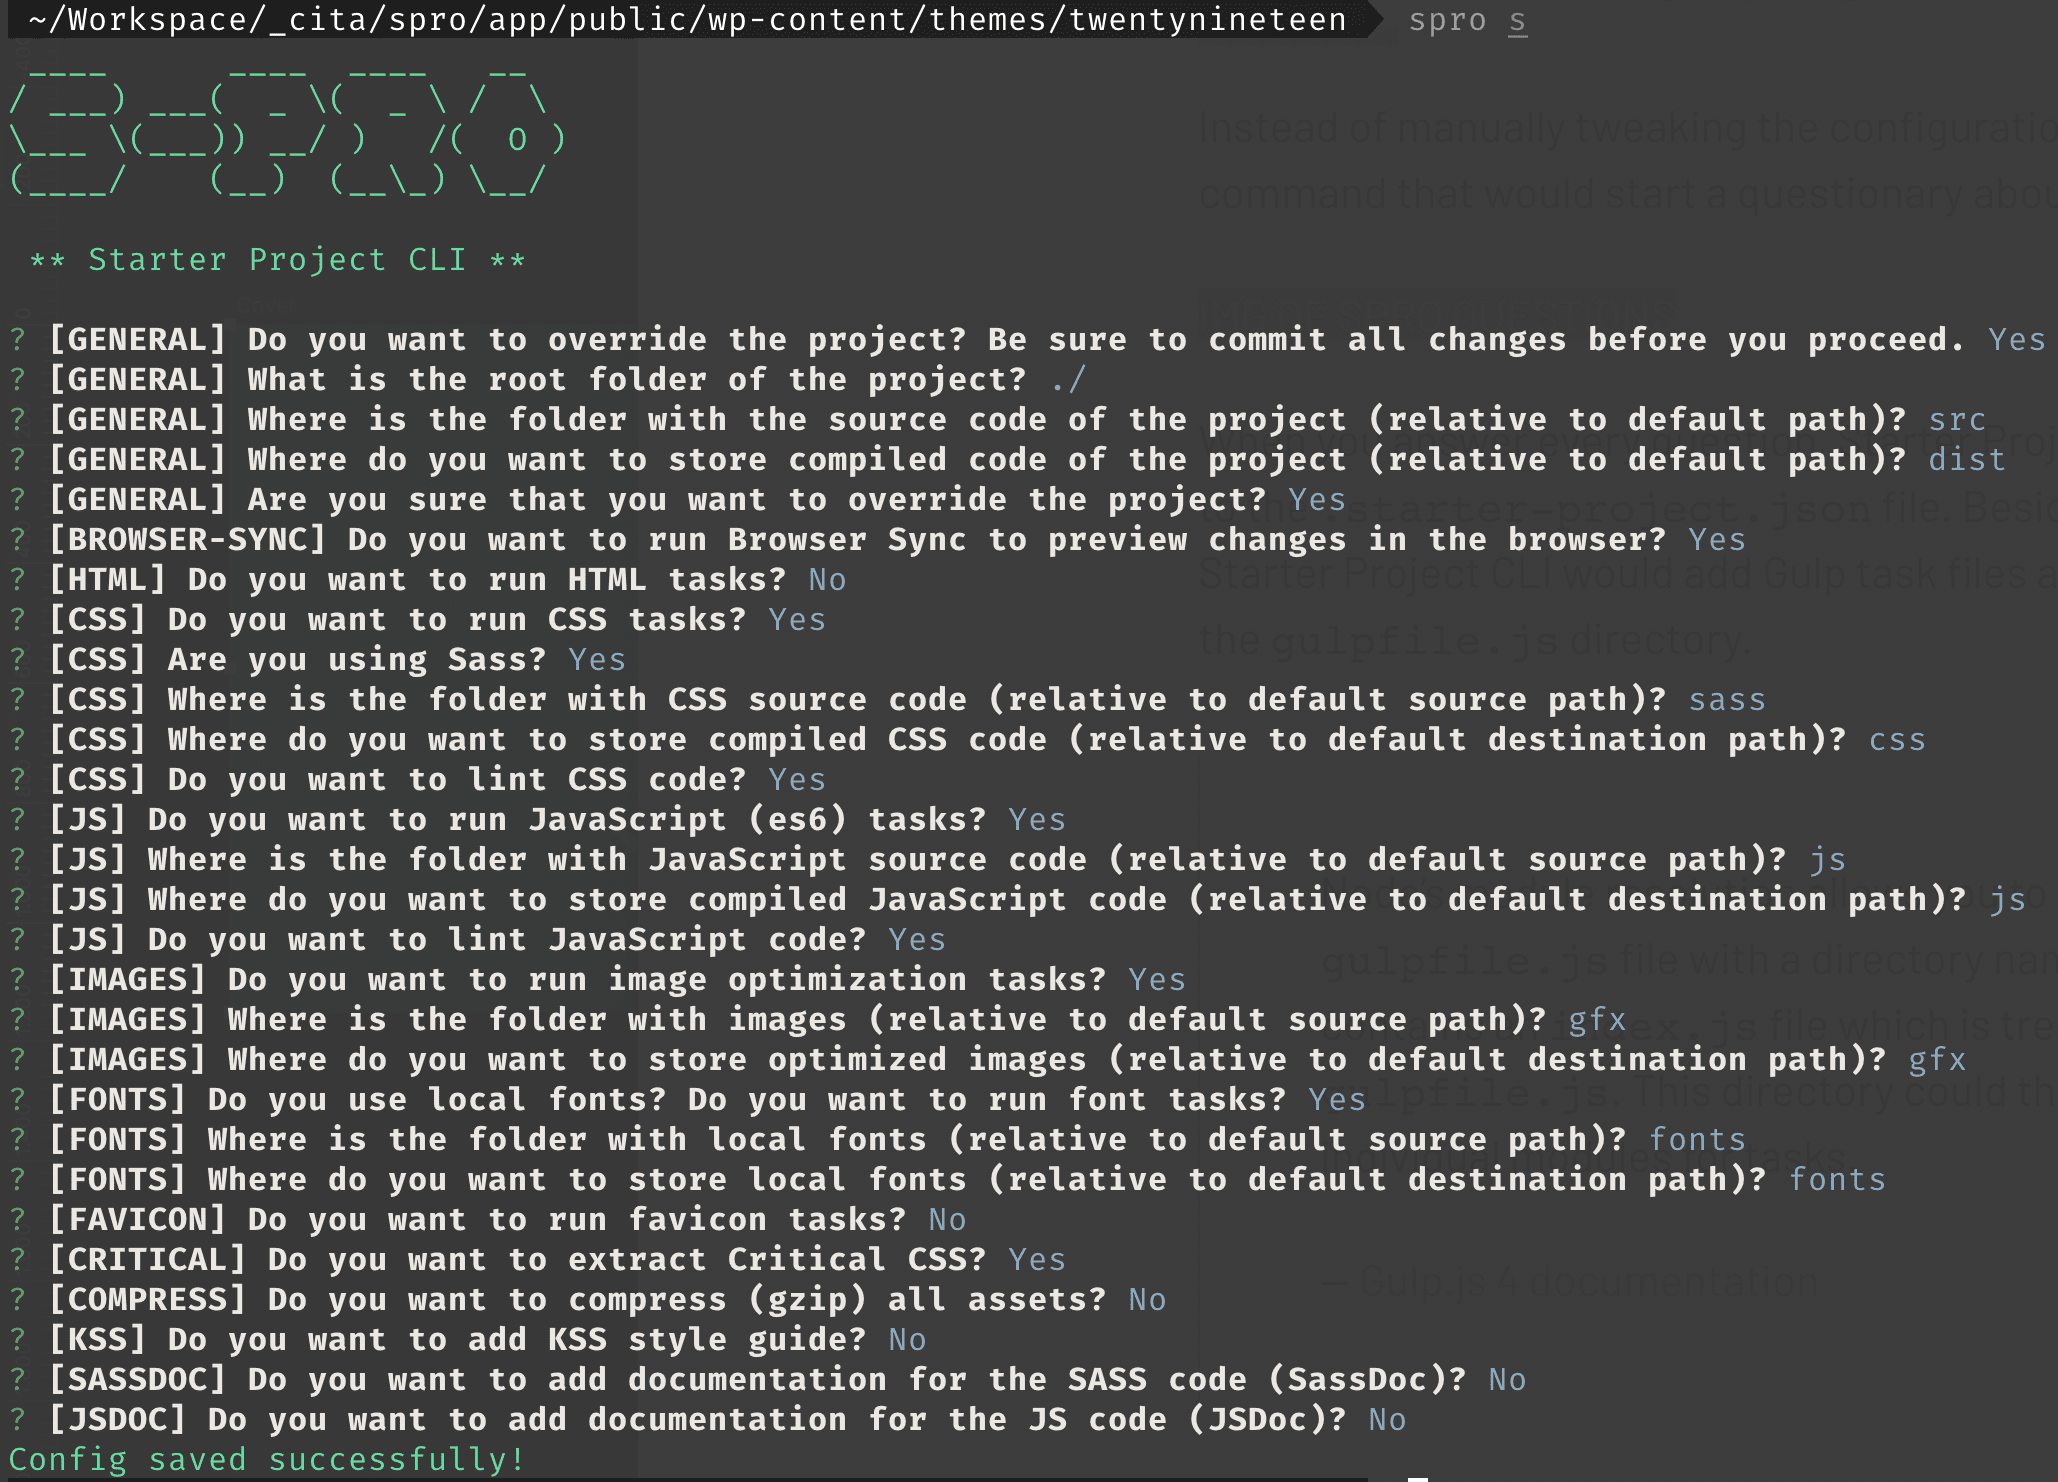 ~/Workspace/_cita/spro/app/public/wp-content/themes/twentynineteen spro s
** Starter Project CLI **
? [GENERAL] Do you want to override the project? Be sure to commit all changes before you proceed. Yes
? [GENERAL] What is the root folder of the project? ./
? [GENERAL] Where is the folder with the source code of the project (relative to default path)? src
? [GENERAL] Where do you want to store compiled code of the project (relative to default path)? dist
? [GENERAL] Are you sure that you want to override the project? Yes
? [BROWSER-SYNC] Do you want to run Browser Sync to preview changes in the browser? Yes
? [HTML] Do you want to run HTML tasks? No
? [CSS] Do you want to run CSS tasks? Yes
? [CSS] Are you using Sass? Yes
? [CSS] Where is the folder with CSS source code (relative to default source path)? sass
? [CSS] Where do you want to store compiled CSS code (relative to default destination path)? css
? [CSS] Do you want to lint CSS code? Yes
? [JS] Do you want to run JavaScript (es6) tasks? Yes
? [JS] Where is the folder with JavaScript source code (relative to default source path)? js
? [JS] Where do you want to store compiled JavaScript code (relative to default destination path)? js
? [JS] Do you want to lint JavaScript code? Yes
? [IMAGES] Do you want to run image optimization tasks? Yes
? [IMAGES] Where is the folder with images (relative to default source path)? gfx
? [IMAGES] Where do you want to store optimized images (relative to default destination path)? gfx
? [FONTS] Do you use local fonts? Do you want to run font tasks? Yes
? [FONTS] Where is the folder with local fonts (relative to default source path)? fonts
? [FONTS] Where do you want to store local fonts (relative to default destination path)? fonts
? [FAVICON] Do you want to run favicon tasks? No
? [CRITICAL] Do you want to extract Critical CSS? Yes
? [COMPRESS] Do you want to compress (gzip) all assets? No
? [KSS] Do you want to add KSS style guide? No
? [SASSDOC] Do you want to add documentation for the SASS code (SassDoc)? No
? [JSDOC] Do you want to add documentation for the JS code (JSDoc)? No
Config saved successfully!